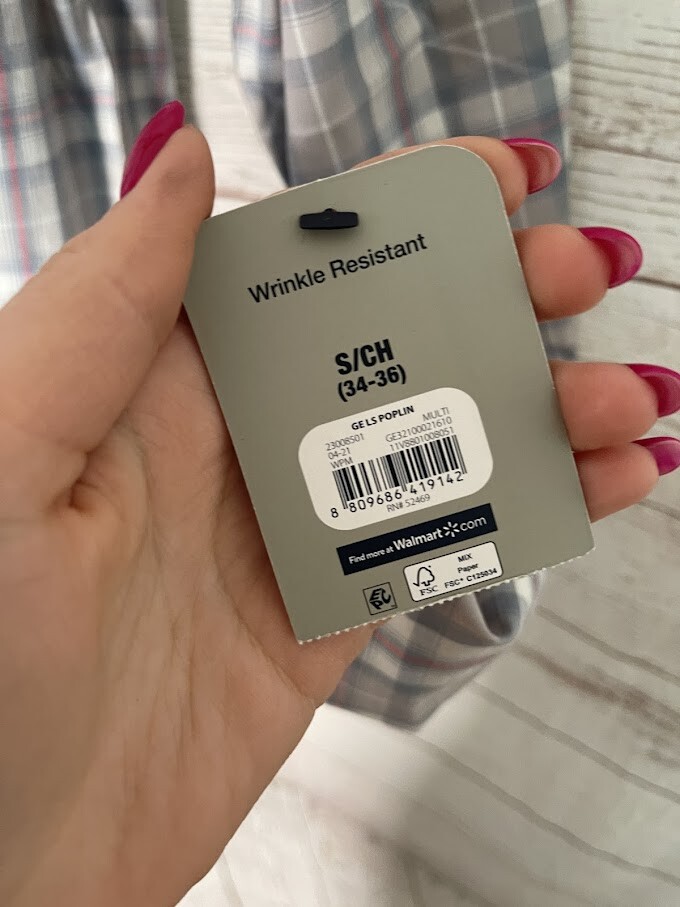 Wrinkle Resistant
S/CH
(34-36)
GE LS POPLIN
23008501 MULTI
04-21 GE32100021610
WPM 11V8801008051
8 809686 419142
RN# 52469
Find more at Walmart.com
MIX
Paper
FSC FSC® C125034